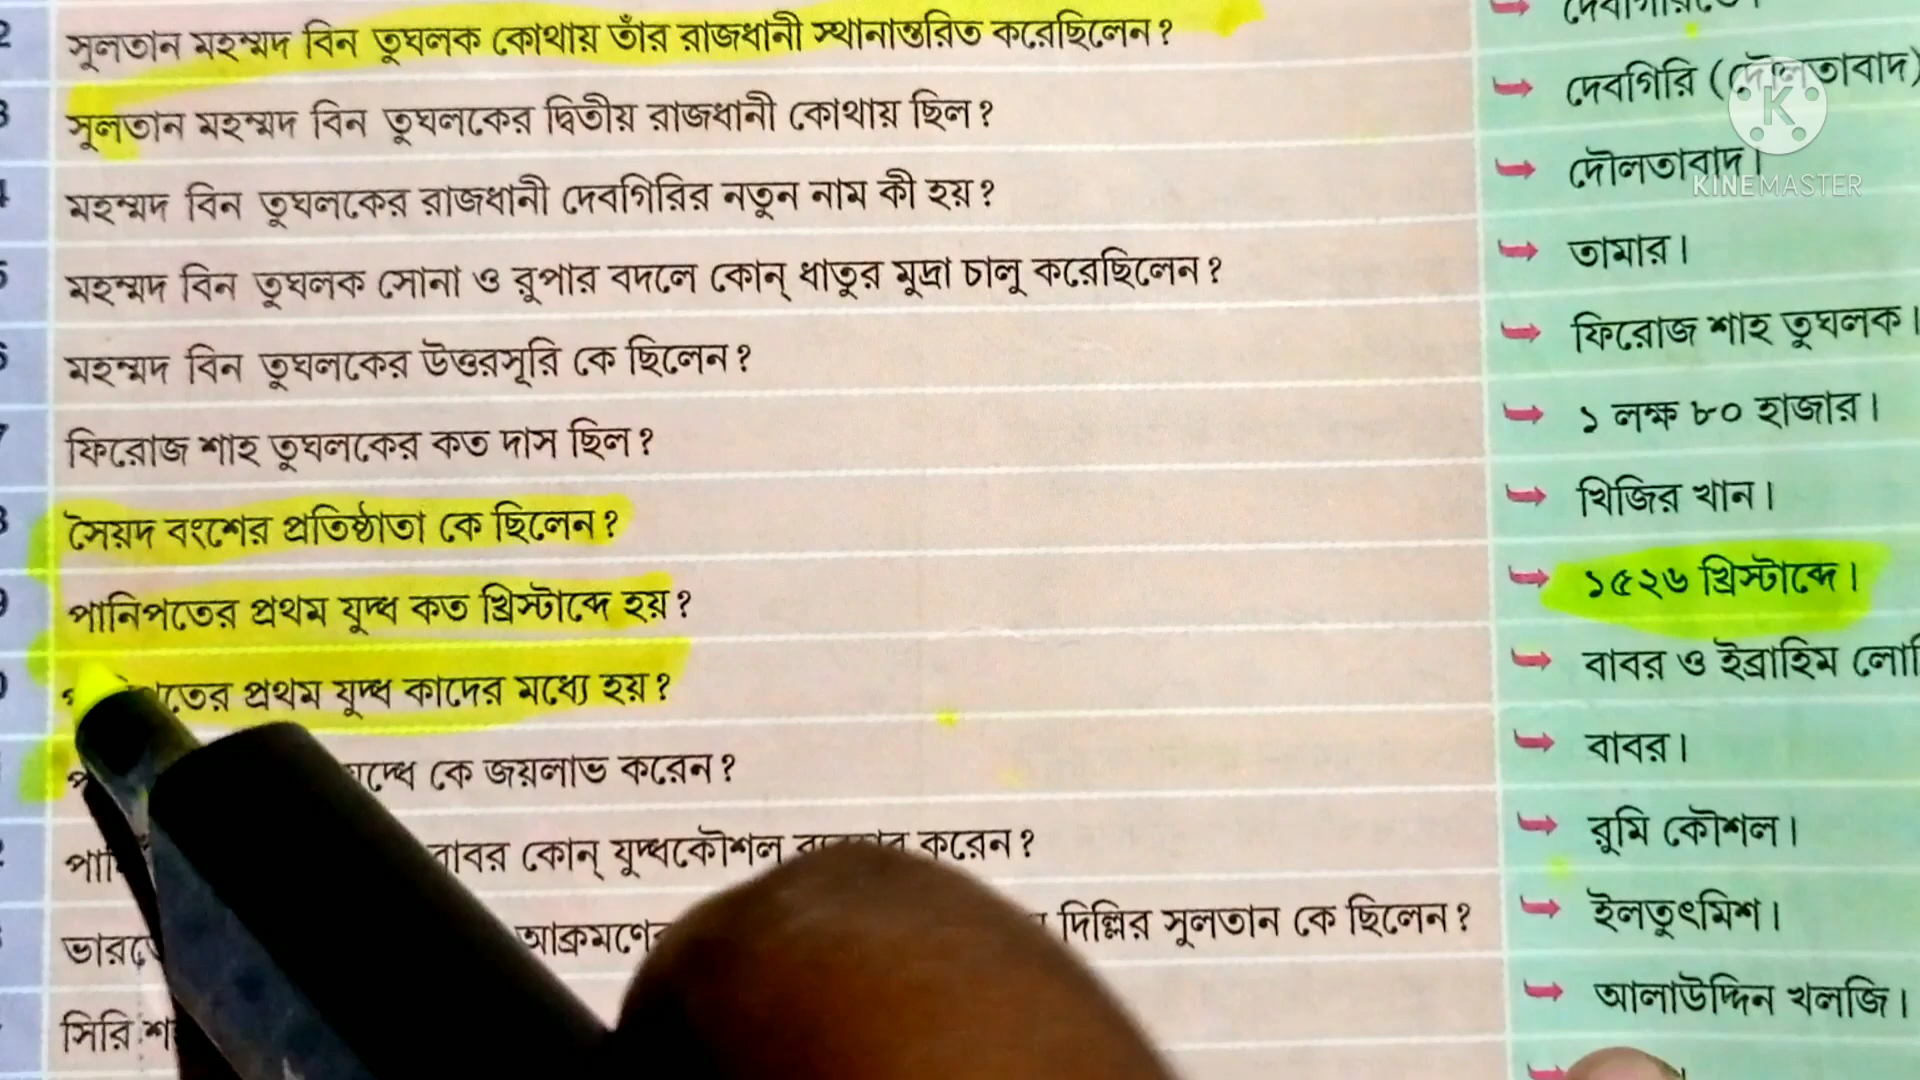 সুলতান মহম্মদ বিন তুঘলক কোথায় তাঁর রাজধানী স্থানান্তরিত করেছিলেন?
সুলতান মহম্মদ বিন তুঘলকের দ্বিতীয় রাজধানী কোথায় ছিল? → দেবগিরি (দৌলতাবাদ)
মহম্মদ বিন তুঘলকের রাজধানী দেবগিরির নতুন নাম কী হয়? → দৌলতাবাদ।
মহম্মদ বিন তুঘলক সোনা ও রুপার বদলে কোন্ ধাতুর মুদ্রা চালু করেছিলেন? → তামার।
মহম্মদ বিন তুঘলকের উত্তরসূরি কে ছিলেন? → ফিরোজ শাহ তুঘলক।
ফিরোজ শাহ তুঘলকের কত দাস ছিল? → ১ লক্ষ ৮০ হাজার।
সৈয়দ বংশের প্রতিষ্ঠাতা কে ছিলেন? → খিজির খান।
পানিপতের প্রথম যুদ্ধ কত খ্রিস্টাব্দে হয়? → ১৫২৬ খ্রিস্টাব্দে।
প্রথম যুদ্ধ কাদের মধ্যে হয়? → বাবর ও ইব্রাহিম
কে জয়লাভ করেন? → বাবর।
বাবর কোন্ যুদ্ধকৌশল করেন? → রুমি কৌশল।
দিল্লির সুলতান কে ছিলেন? → ইলতুৎমিশ।
সিরি → আলাউদ্দিন খলজি।
K
KINEMASTER